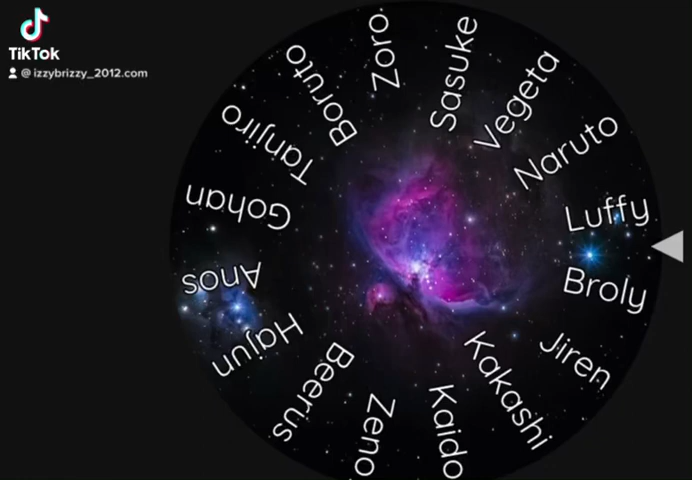 TikTok
@izzybrizzy_2012.com
Zoro
Sasuke
Vegeta
Naruto
Luffy
Broly
Jiren
Kakashi
Kaido
Zeno
Beerus
Hajun
Anos
Gohan
Tanjiro
Boruto